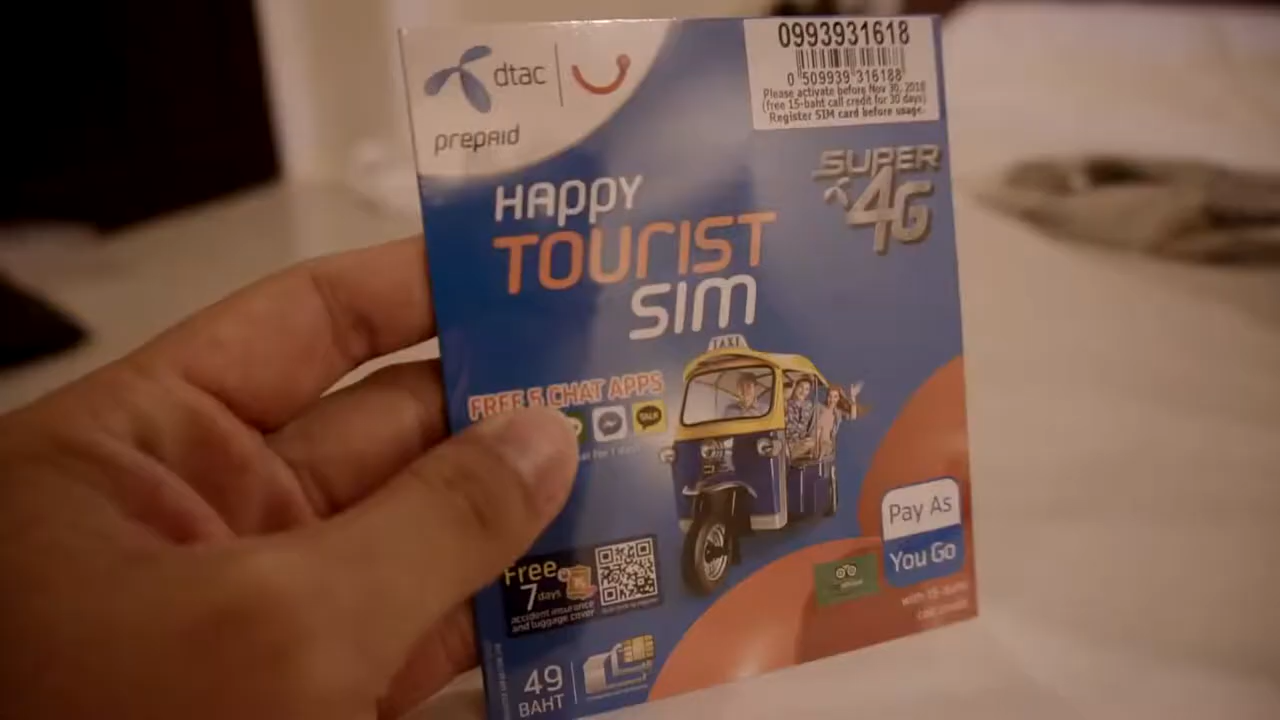 dtac
prepaid
0993931618
0 509939 316188
Please activate before Nov 30, 2018
(free 15-baht call credit for 30 days)
Register SIM card before usage.
SUPER
4G
HAPPY
TOURIST
SIM
TAXI
FREE 5 CHAT APPS
TALK
Free
7 days
accident insurance
and luggage cover
Pay As
You Go
49
BAHT